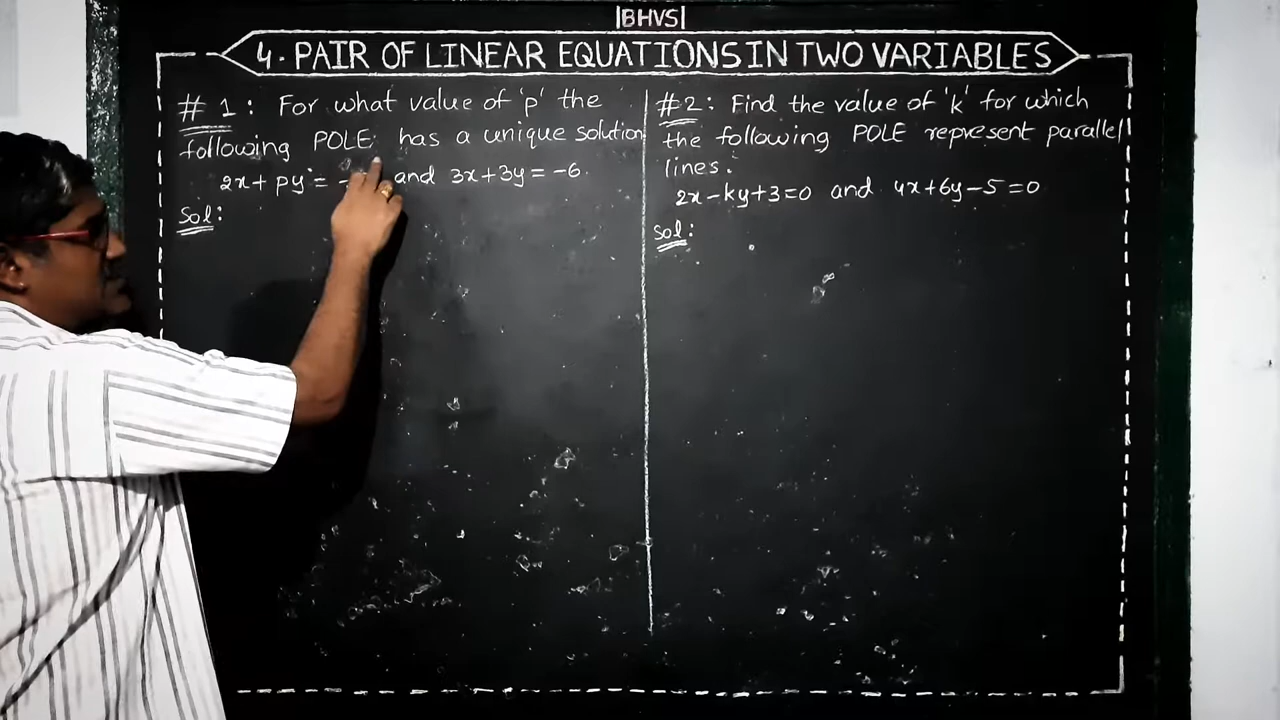 |BHVS|
4. PAIR OF LINEAR EQUATIONS IN TWO VARIABLES
# 1 : For what value of 'p' the
following POLE has a unique solution
2x + py = - and 3x + 3y = -6.
Sol:
# 2 : Find the value of 'k' for which
the following POLE represent parallel
lines.
2x - ky + 3 = 0 and 4x + 6y - 5 = 0
Sol: